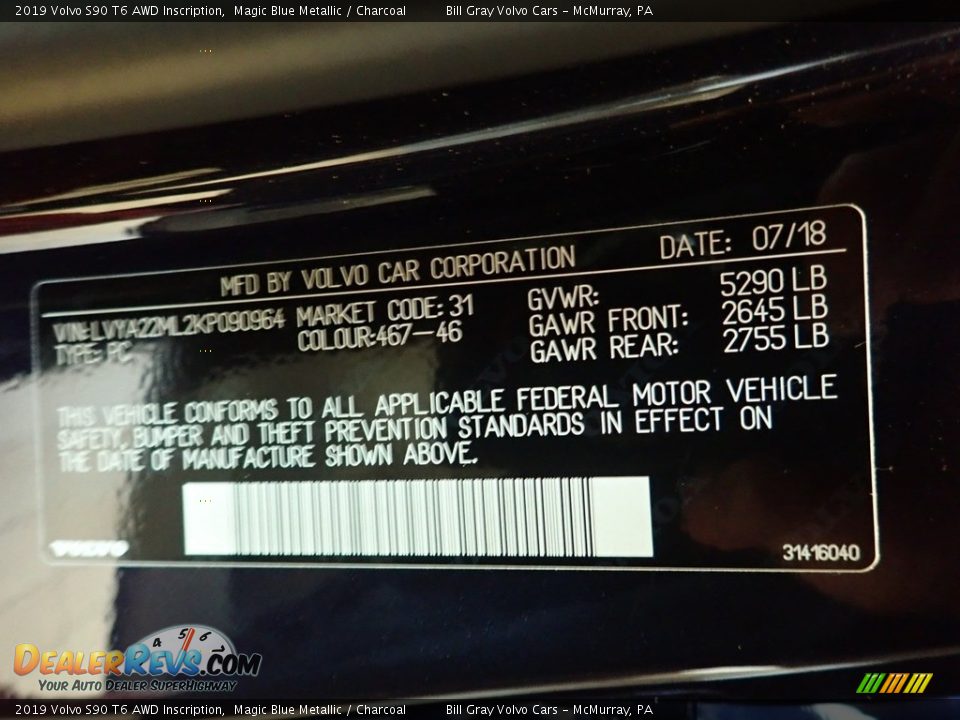 2019 Volvo S90 T6 AWD Inscription, Magic Blue Metallic / Charcoal Bill Gray Volvo Cars - McMurray, PA
MFD BY VOLVO CAR CORPORATION DATE: 07/18
VIN:LVYA22ML2KP090964 MARKET CODE: 31 GVWR: 5290 LB
TYPE: PC COLOUR:467-46 GAWR FRONT: 2645 LB
GAWR REAR: 2755 LB
THIS VEHICLE CONFORMS TO ALL APPLICABLE FEDERAL MOTOR VEHICLE
SAFETY, BUMPER AND THEFT PREVENTION STANDARDS IN EFFECT ON
THE DATE OF MANUFACTURE SHOWN ABOVE.
VOLVO 31416040
4 5 6
DEALERREVS.COM
YOUR AUTO DEALER SUPERHIGHWAY
2019 Volvo S90 T6 AWD Inscription, Magic Blue Metallic / Charcoal Bill Gray Volvo Cars - McMurray, PA